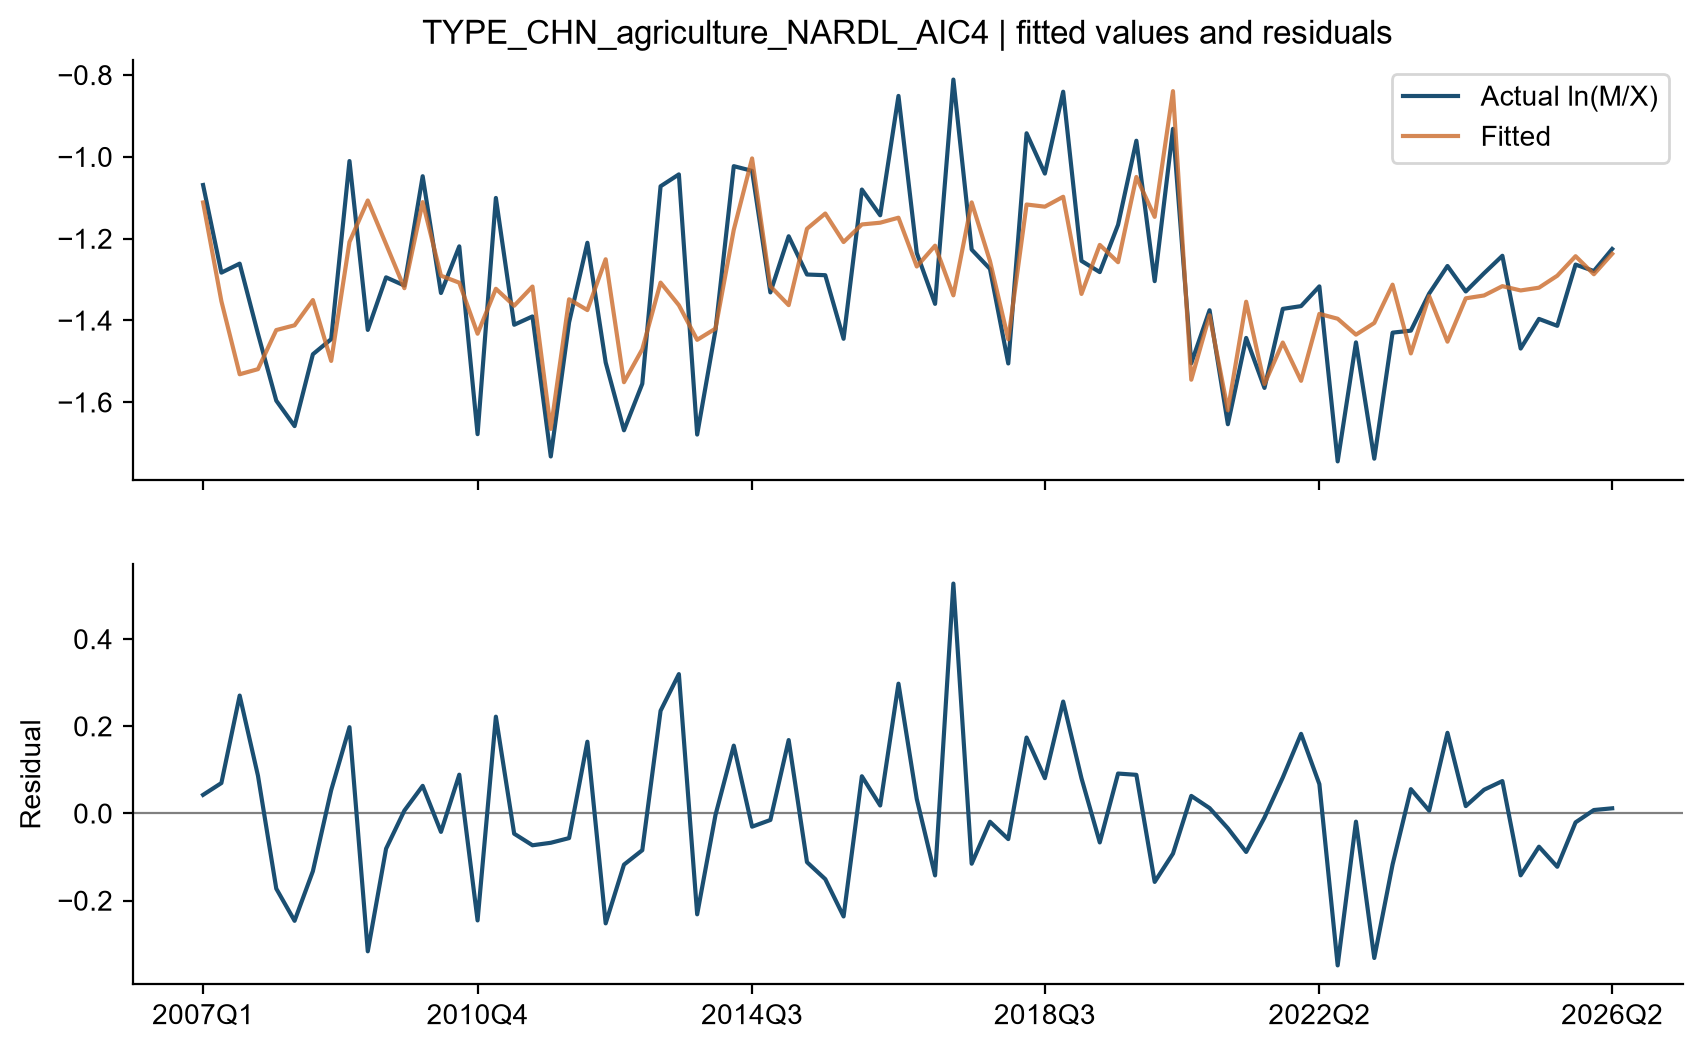 TYPE_CHN_agriculture_NARDL_AIC4 | fitted values and residuals
Actual ln(M/X)
Fitted
−0.8
−1.0
−1.2
−1.4
−1.6
Residual
0.4
0.2
0.0
−0.2
2007Q1 2010Q4 2014Q3 2018Q3 2022Q2 2026Q2